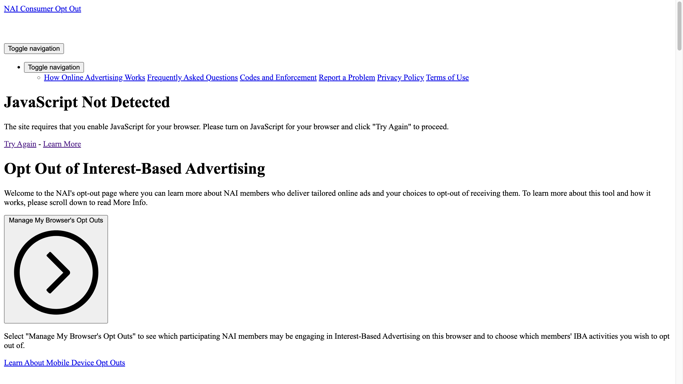 NAI Consumer Opt Out
Toggle navigation
Toggle navigation
How Online Advertising Works Frequently Asked Questions Codes and Enforcement Report a Problem Privacy Policy Terms of Use
JavaScript Not Detected
The site requires that you enable JavaScript for your browser. Please turn on JavaScript for your browser and click "Try Again" to proceed.
Try Again - Learn More
Opt Out of Interest-Based Advertising
Welcome to the NAI's opt-out page where you can learn more about NAI members who deliver tailored online ads and your choices to opt-out of receiving them. To learn more about this tool and how it
works, please scroll down to read More Info.
Manage My Browser's Opt Outs
Select "Manage My Browser's Opt Outs" to see which participating NAI members may be engaging in Interest-Based Advertising on this browser and to choose which members' IBA activities you wish to opt
out of.
Learn About Mobile Device Opt Outs